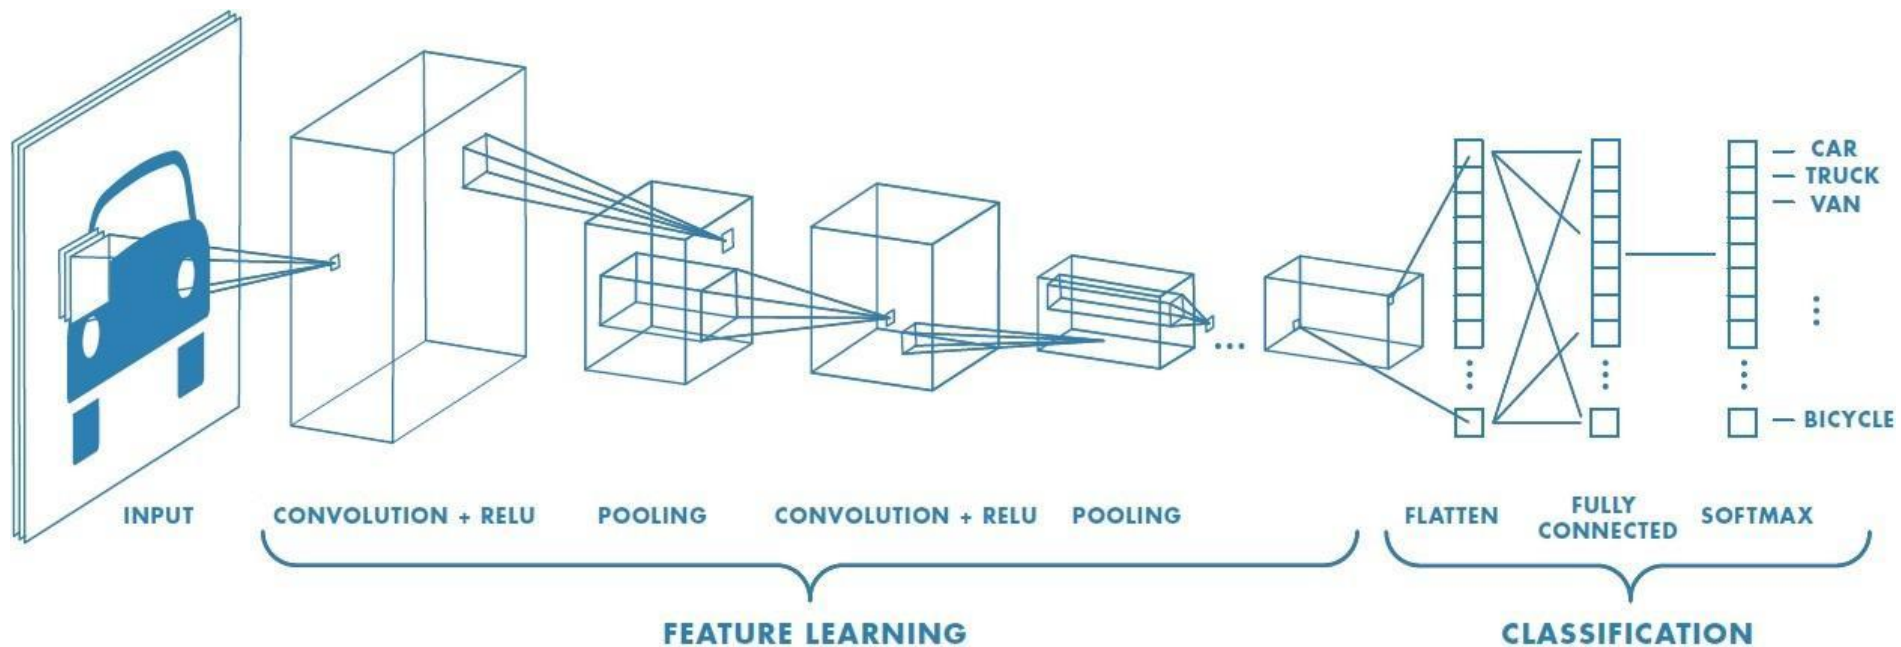 CAR
TRUCK
VAN
BICYCLE
INPUT
CONVOLUTION + RELU
POOLING
CONVOLUTION + RELU
POOLING
FLATTEN
FULLY
CONNECTED
SOFTMAX
FEATURE LEARNING
CLASSIFICATION